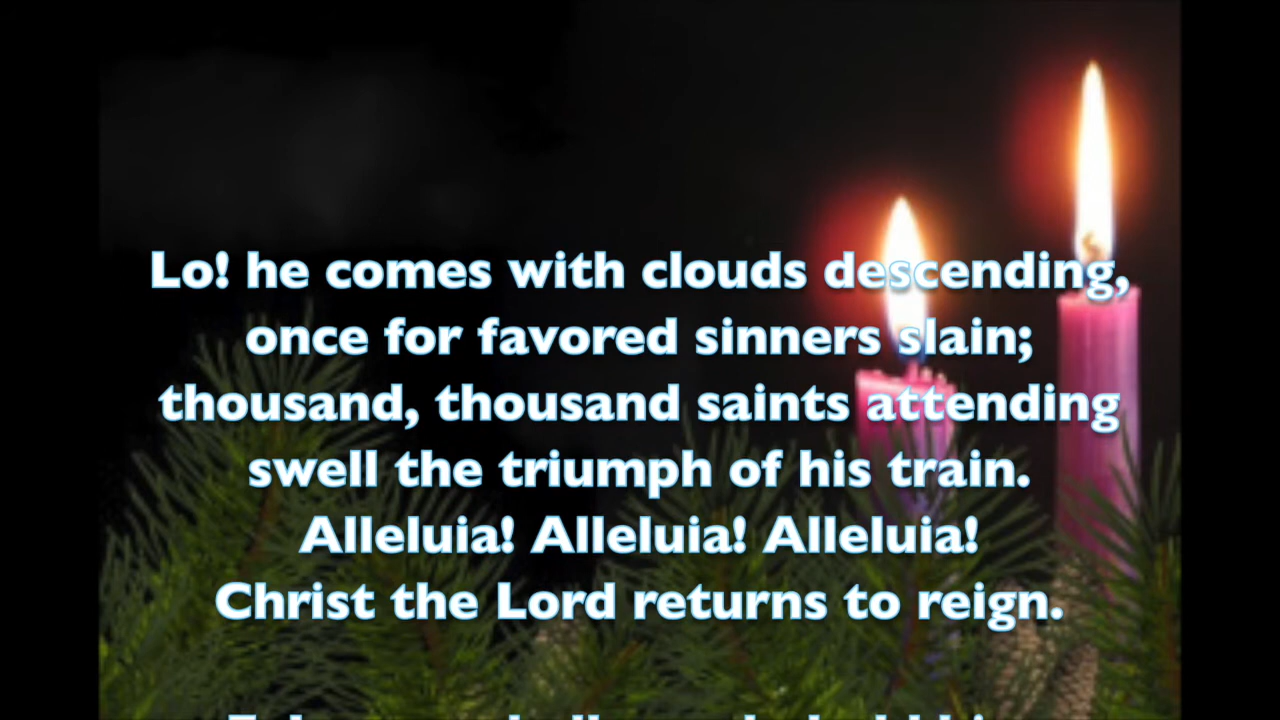 Lo! he comes with clouds descending,
once for favored sinners slain;
thousand, thousand saints attending
swell the triumph of his train.
Alleluia! Alleluia! Alleluia!
Christ the Lord returns to reign.